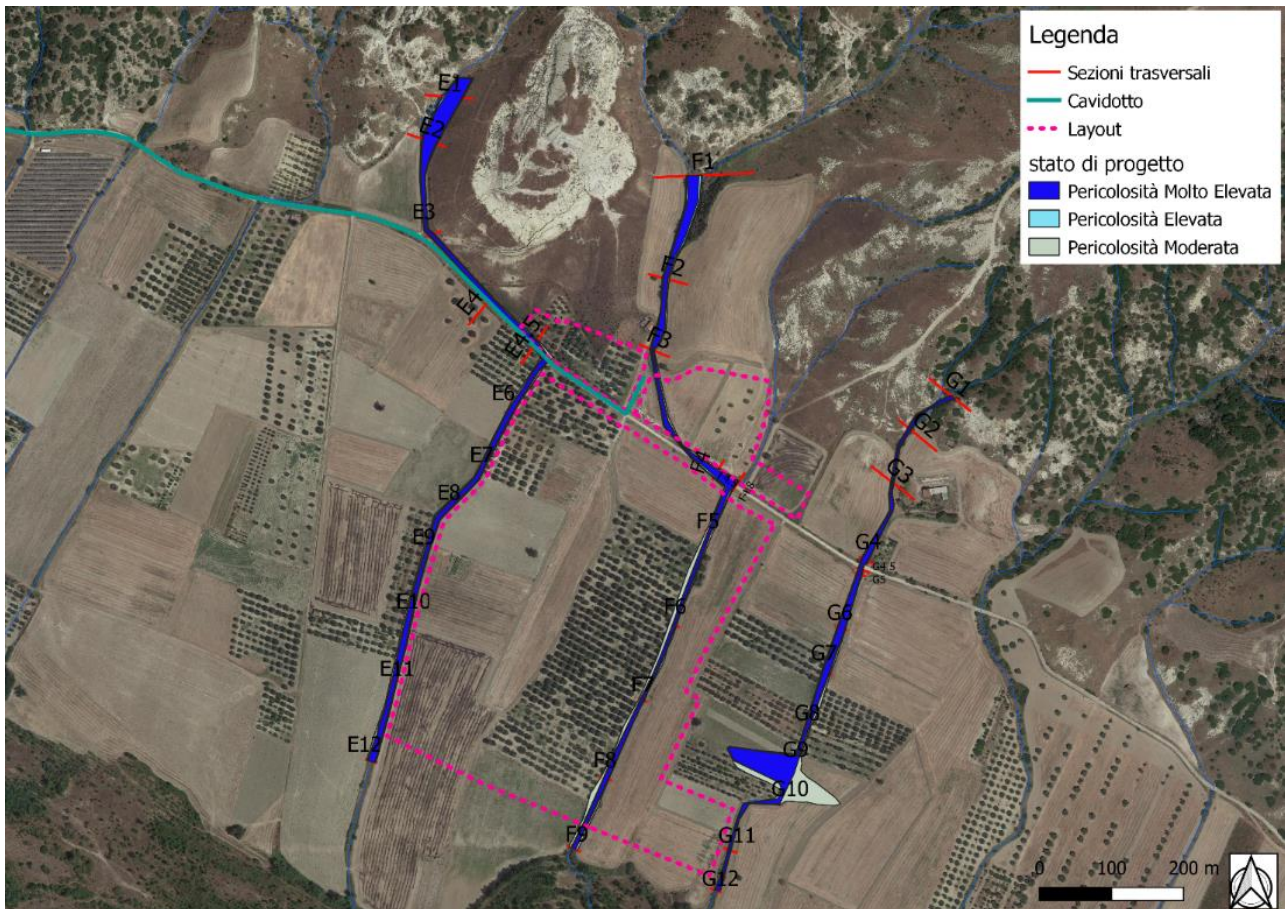 Legenda
Sezioni trasversali
Cavidotto
Layout
stato di progetto
Pericolosità Molto Elevata
Pericolosità Elevata
Pericolosità Moderata
E1
E2
E3
E4
E5
E6
E7
E8
E9
E10
E11
E12
F1
F2
F3
F4
F5
F6
F7
F8
F9
G1
G2
G3
G4
G4.5
G5
G6
G7
G8
G9
G10
G11
G12
0 100 200 m